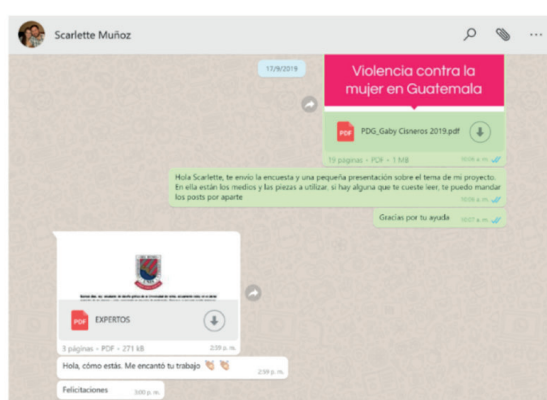 Scarlette Muñoz
17/9/2019
Violencia contra la
mujer en Guatemala
PDF
PDG_Gaby Cisneros 2019.pdf
19 páginas • PDF • 1 MB
Hola Scarlette, te envío la encuesta y una pequeña presentación sobre el tema de mi proyecto.
En ella están los medios y las piezas a utilizar, si hay alguna que te cueste leer, te puedo mandar
los posts por aparte
Gracias por tu ayuda
PDF
EXPERTOS
3 páginas • PDF • 271 kB
2:59 p. m.
Hola, cómo estás. Me encantó tu trabajo
2:59 p. m.
Felicitaciones
3:00 p. m.